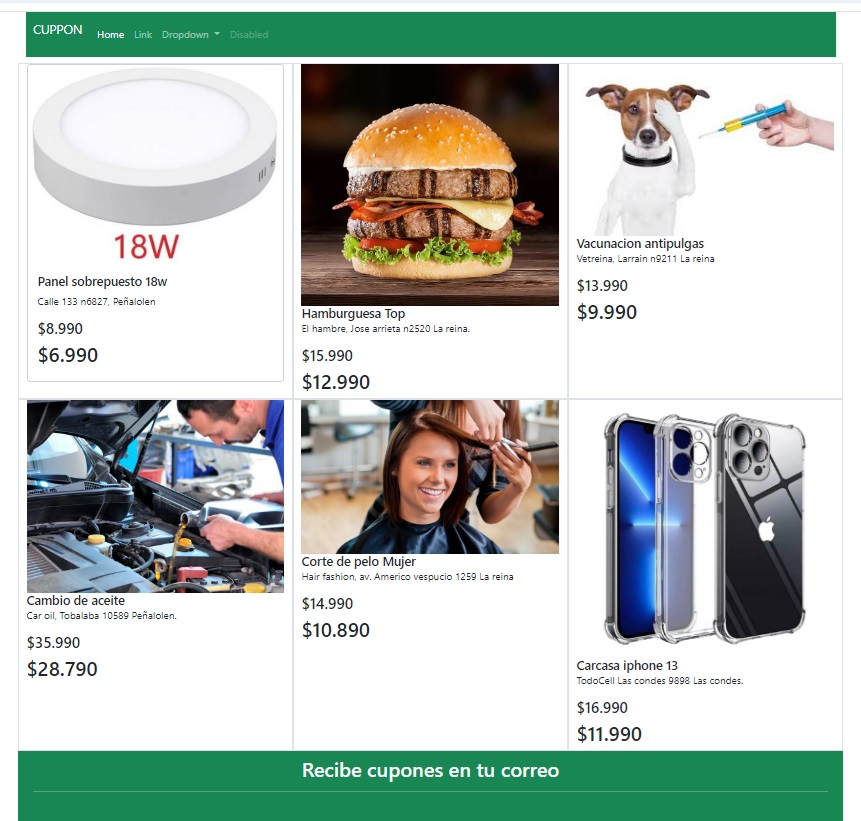 CUPPON Home Link Dropdown Disabled
18W
Panel sobrepuesto 18w
Calle 133 n6827, Peñalolen
$8.990
$6.990
Hamburguesa Top
El hambre, Jose arrieta n2520 La reina.
$15.990
$12.990
Vacunacion antipulgas
Vetreina, Larrain n9211 La reina
$13.990
$9.990
Cambio de aceite
Car oil, Tobalaba 10589 Peñalolen.
$35.990
$28.790
Corte de pelo Mujer
Hair fashion, av. Americo vespucio 1259 La reina
$14.990
$10.890
Carcasa iphone 13
TodoCell Las condes 9898 Las condes.
$16.990
$11.990
Recibe cupones en tu correo